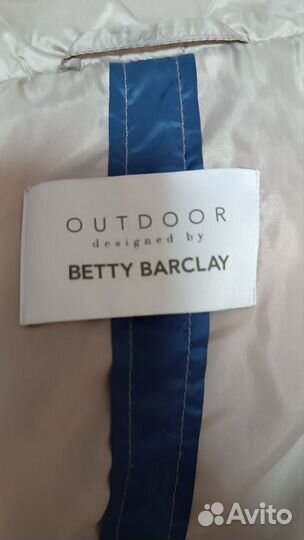 OUTDOOR
designed by
BETTY BARCLAY
Avito